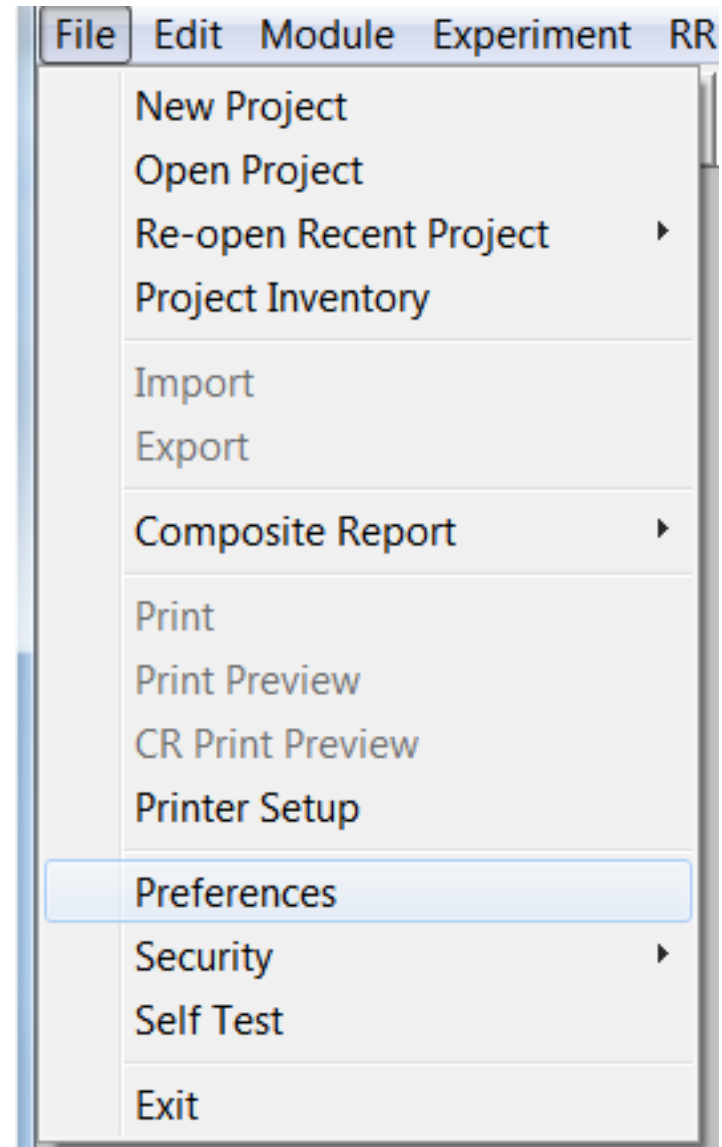 File Edit Module Experiment RR
New Project
Open Project
Re-open Recent Project
Project Inventory
Import
Export
Composite Report
Print
Print Preview
CR Print Preview
Printer Setup
Preferences
Security
Self Test
Exit